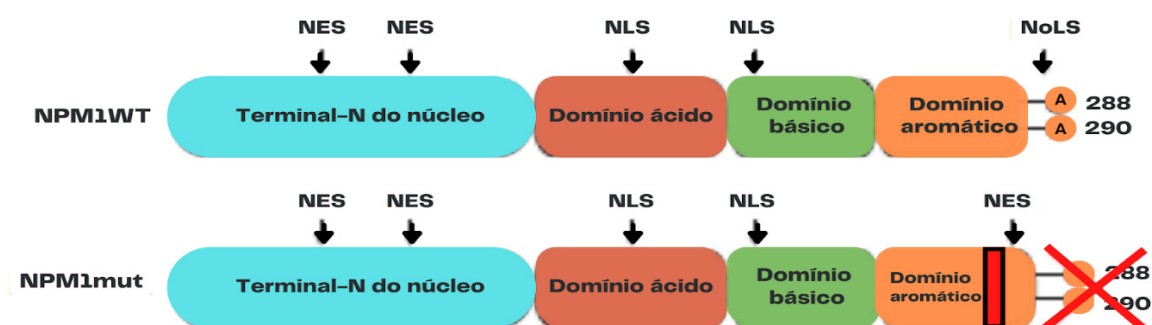 NES NES NLS NLS NoLS
NPM1WT Terminal-N do núcleo Domínio ácido Domínio básico Domínio aromático A 288
A 290
NES NES NLS NLS NES
NPM1mut Terminal-N do núcleo Domínio ácido Domínio básico Domínio aromático 288
290